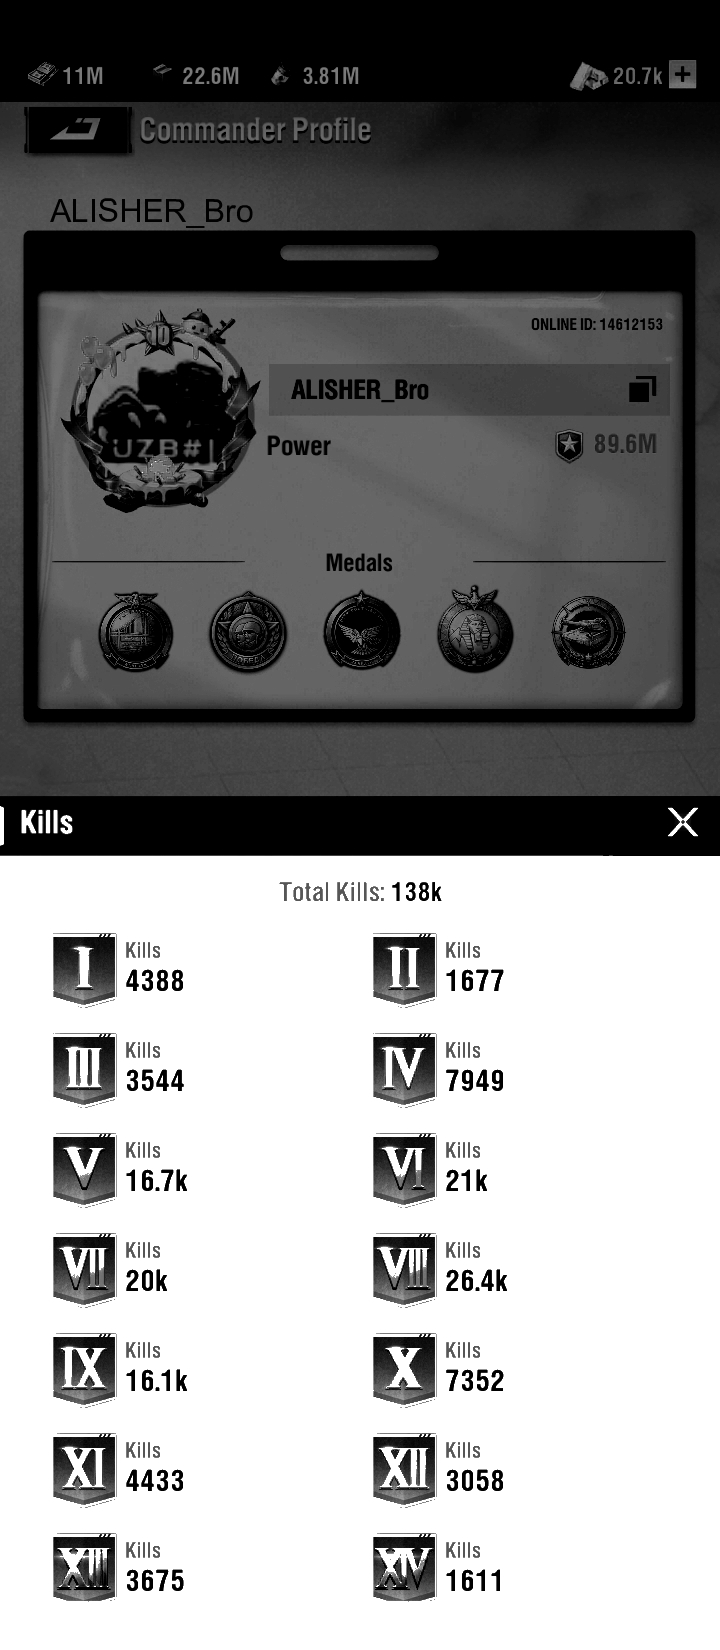 11M 22.6M 3.81M 20.7k +
Commander Profile
ALISHER_Bro
ONLINE ID: 14612153
10
ALISHER_Bro
UZB#|
Power 89.6M
Medals
Kills
Total Kills: 138k
I Kills 4388
II Kills 1677
III Kills 3544
IV Kills 7949
V Kills 16.7k
VI Kills 21k
VII Kills 20k
VIII Kills 26.4k
IX Kills 16.1k
X Kills 7352
XI Kills 4433
XII Kills 3058
XIII Kills 3675
XIV Kills 1611